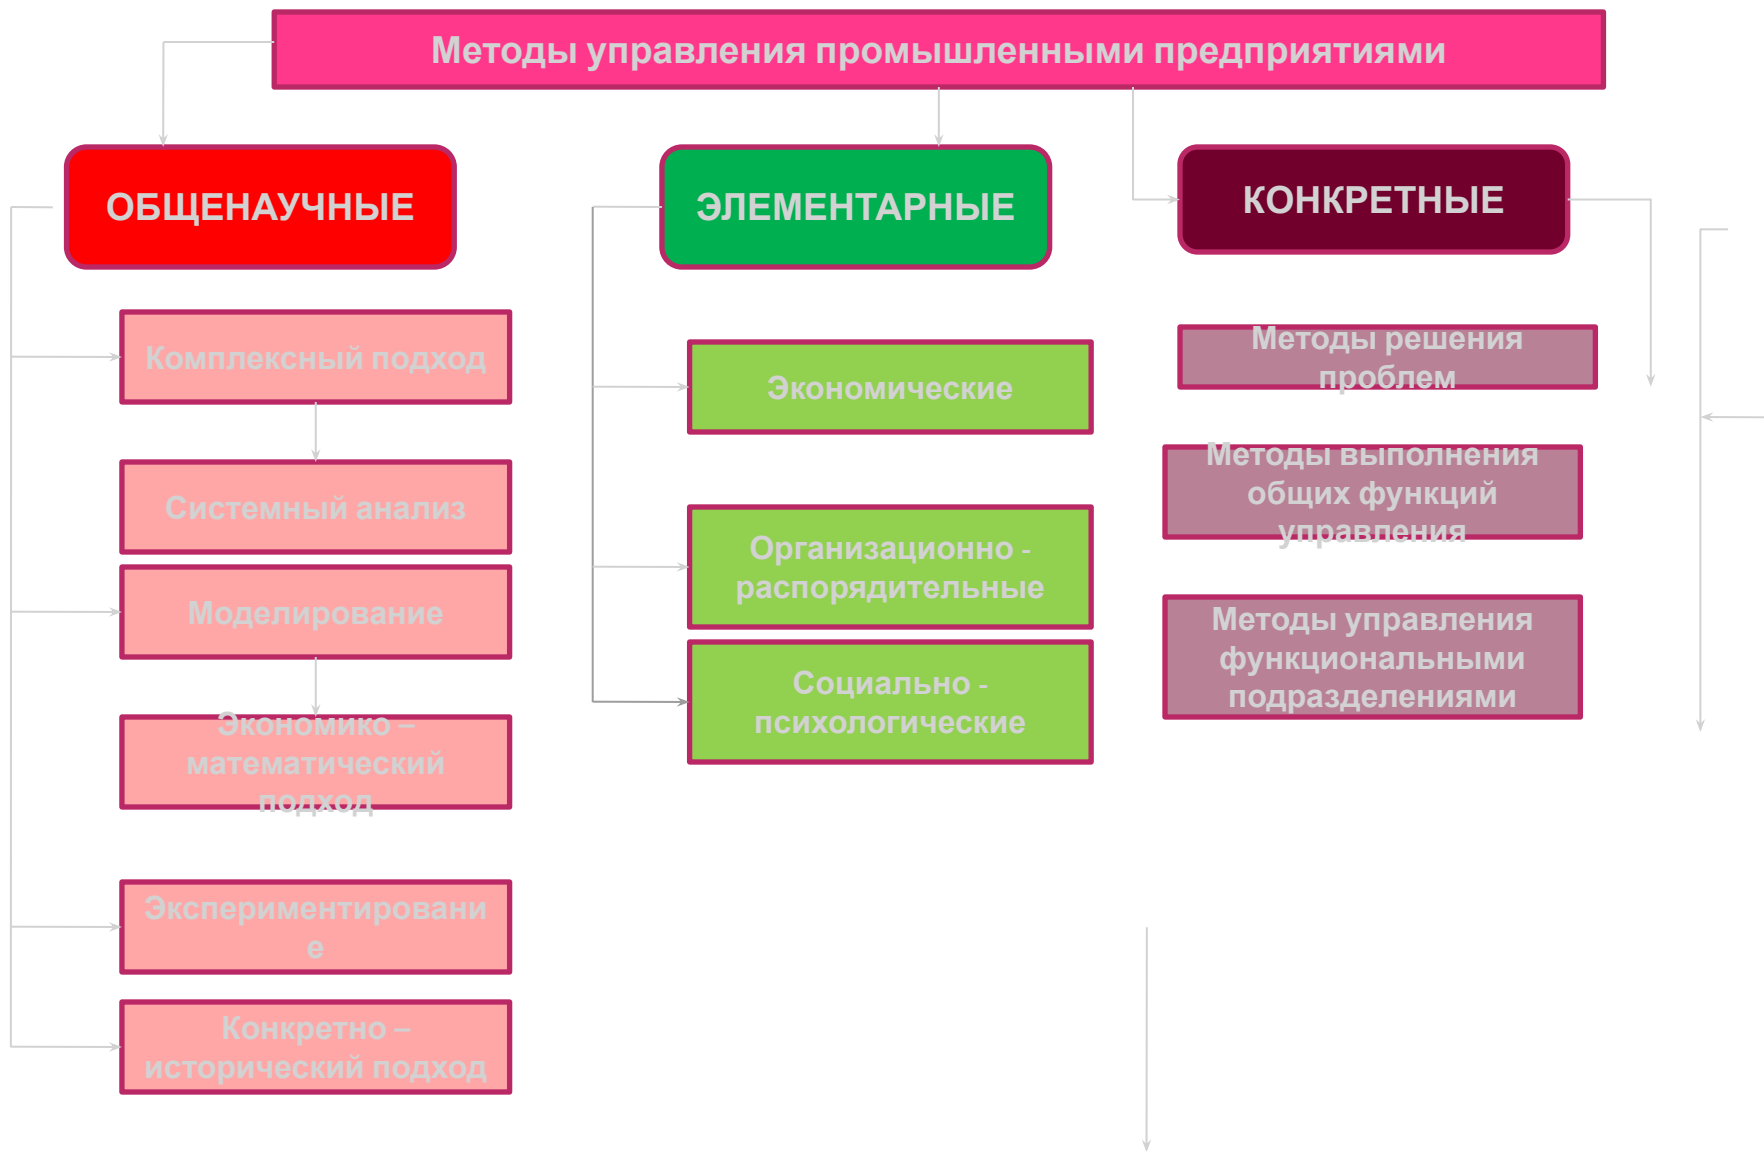 Методы управления промышленными предприятиями
ОБЩЕНАУЧНЫЕ
Комплексный подход
Системный анализ
Моделирование
Экономико –
математический
подход
Экспериментировани
е
Конкретно –
исторический подход
ЭЛЕМЕНТАРНЫЕ
Экономические
Организационно -
распорядительные
Социально -
психологические
КОНКРЕТНЫЕ
Методы решения
проблем
Методы выполнения
общих функций
управления
Методы управления
функциональными
подразделениями